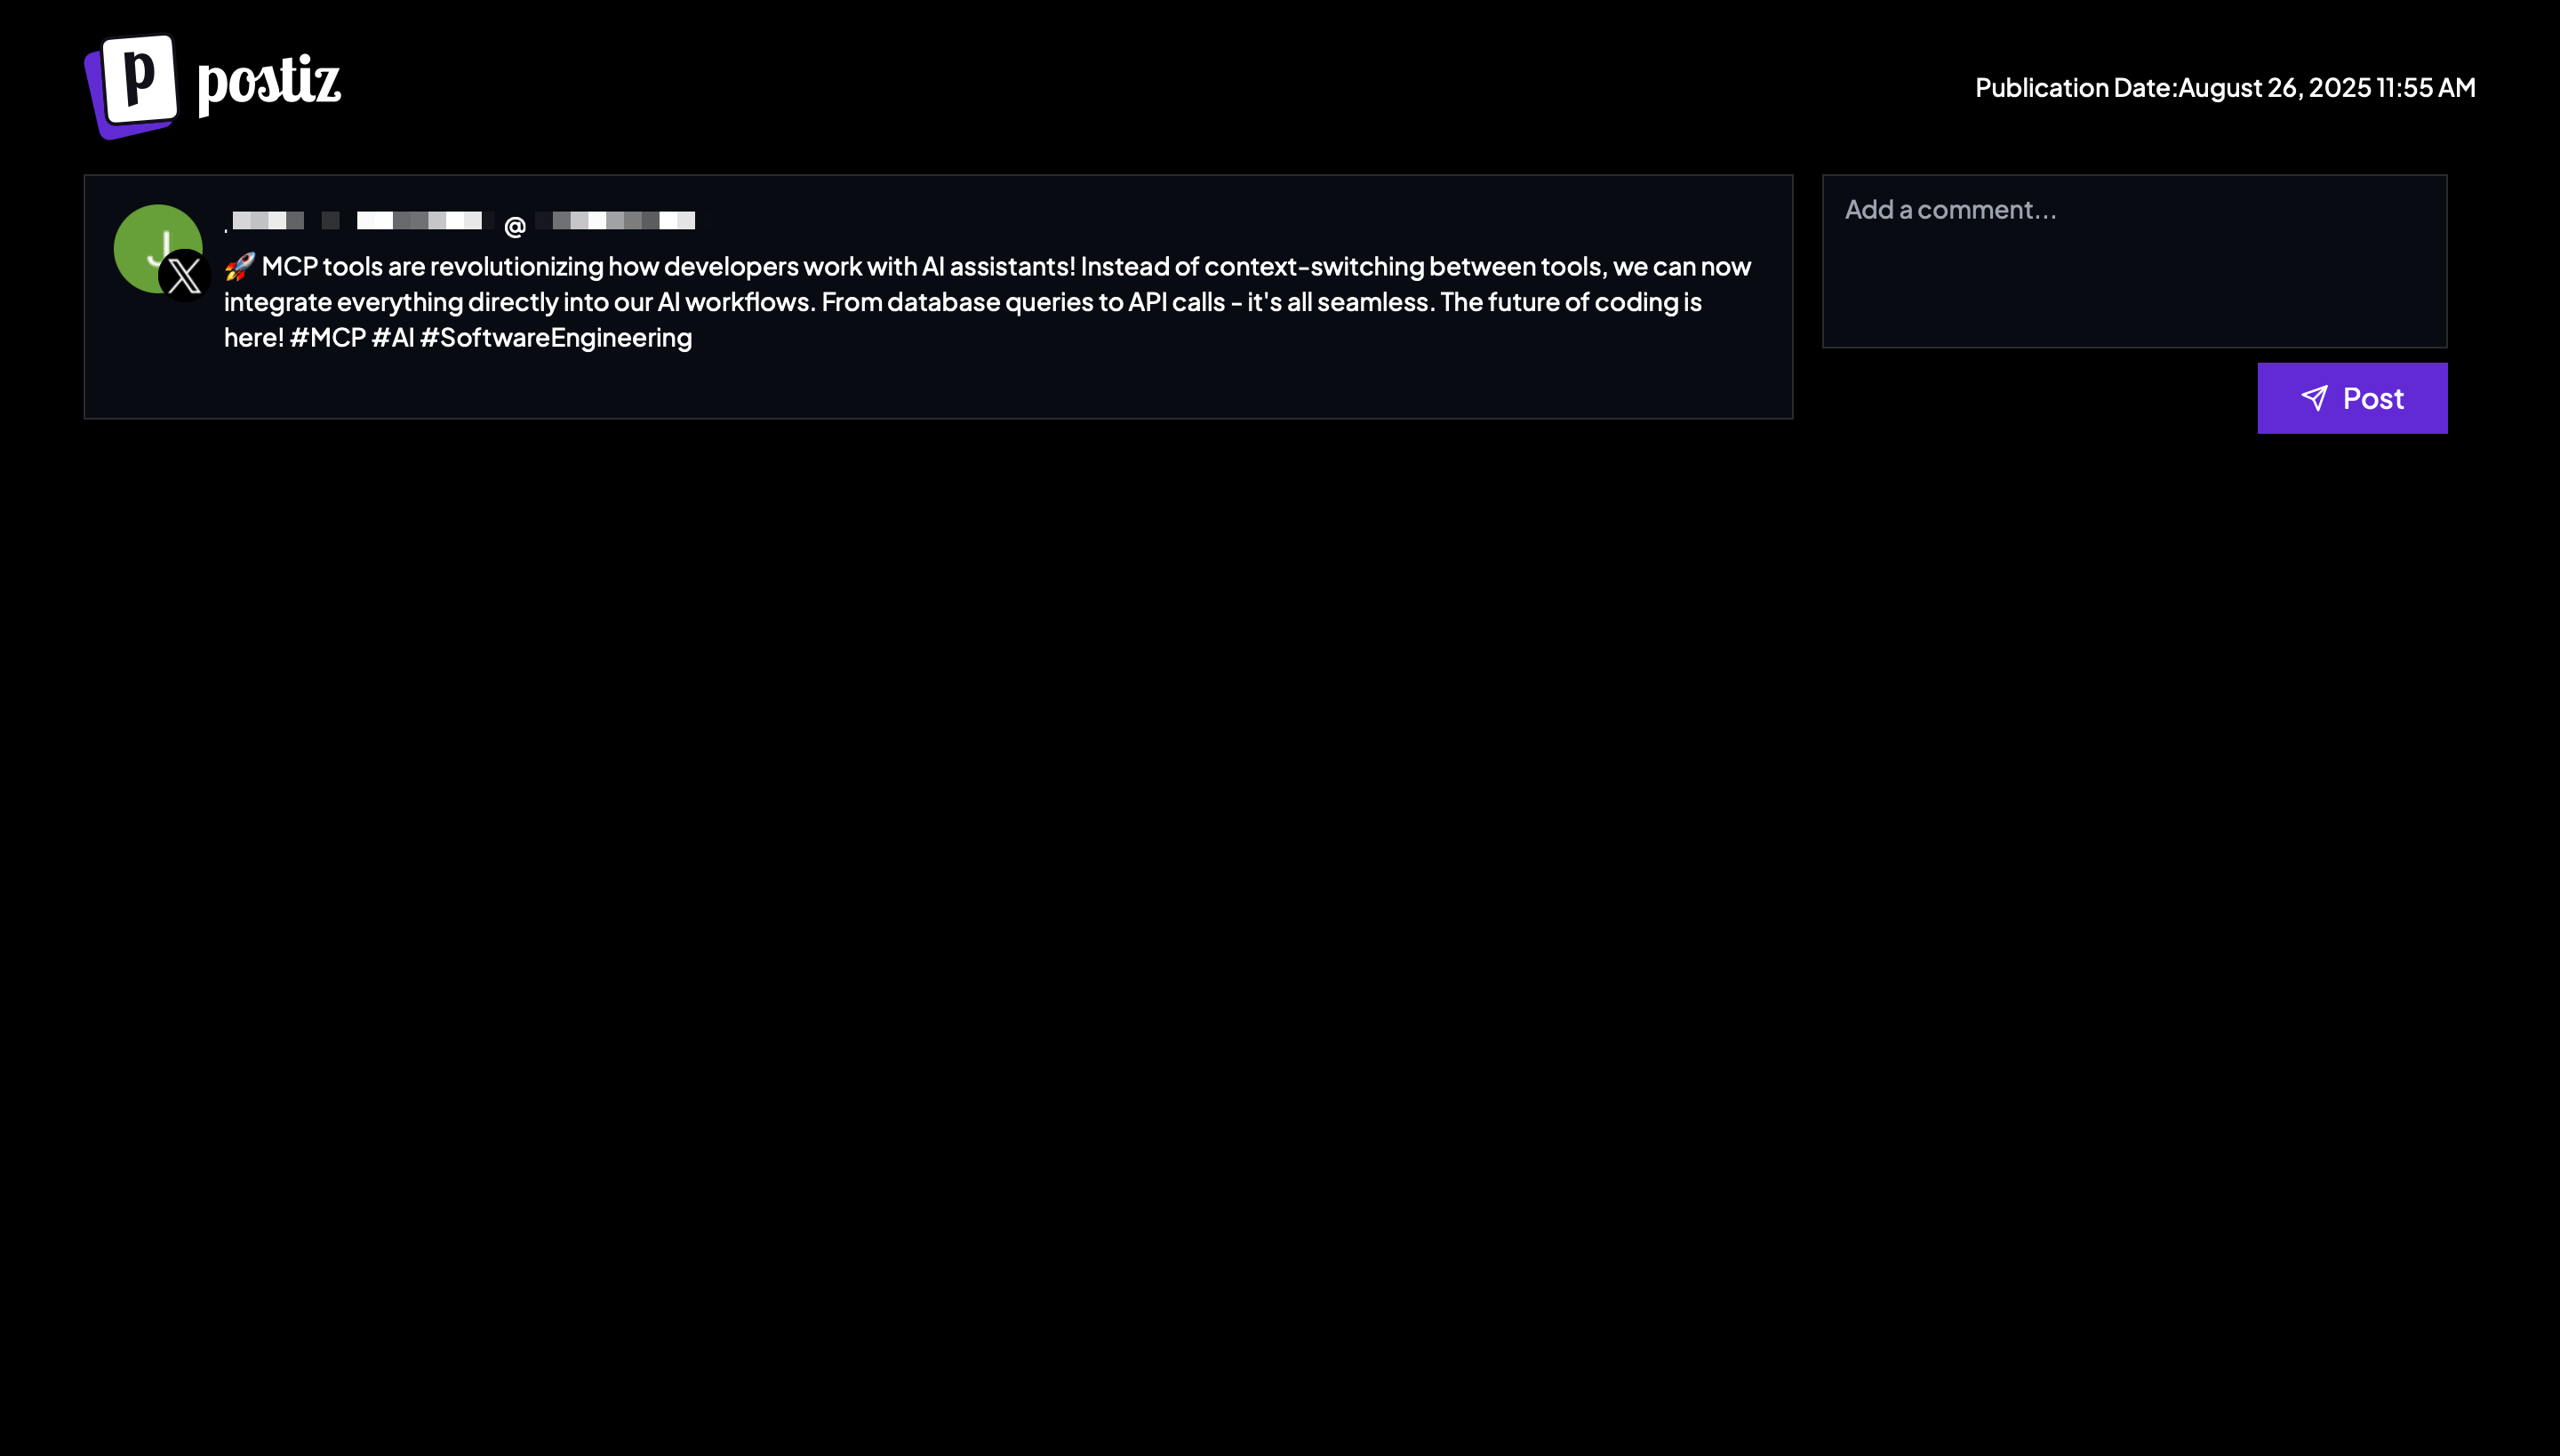 p postiz
Publication Date:August 26, 2025 11:55 AM
@
🚀 MCP tools are revolutionizing how developers work with AI assistants! Instead of context-switching between tools, we can now
integrate everything directly into our AI workflows. From database queries to API calls - it's all seamless. The future of coding is
here! #MCP #AI #SoftwareEngineering
J X
Add a comment...
Post